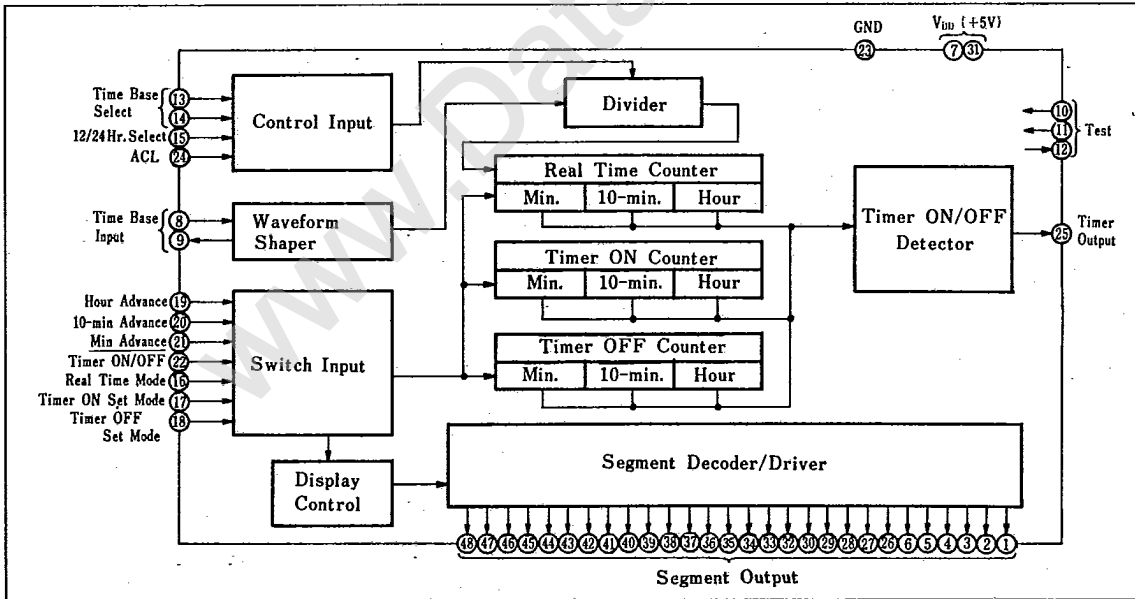 GND
VDD (+5V)
23
7 31
Time Base
Select
13
14
12/24Hr. Select
15
ACL
24
Control Input
Divider
10
11
12
Test
Real Time Counter
Min. 10-min. Hour
Time Base
Input
8
9
Waveform
Shaper
Timer ON/OFF
Detector
25
Timer
Output
Timer ON Counter
Min. 10-min. Hour
Hour Advance 19
10-min Advance 20
Min Advance 21
Timer ON/OFF 22
Real Time Mode 16
Timer ON Set Mode 17
Timer OFF
Set Mode
18
Switch Input
Timer OFF Counter
Min. 10-min. Hour
Display
Control
Segment Decoder/Driver
48 47 46 45 44 43 42 41 40 39 38 37 36 35 34 33 32 30 29 28 27 26 6 5 4 3 2 1
Segment Output
www.Data